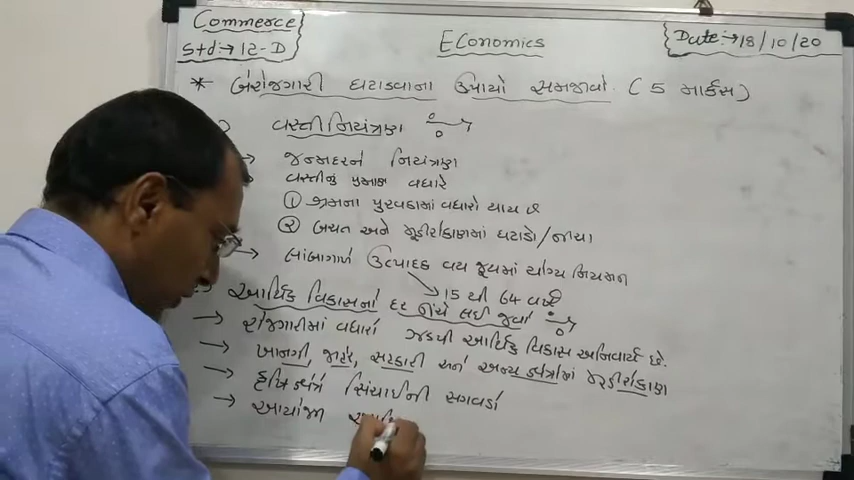 Commerce
Std:→ 12-D
Economics
Date:→ 18/10/20
* બેરોજગારી ઘટાડવાના ઉપાયો સમજાવો. ( 5 માર્કસ )
વસ્તીનિયંત્રણ
→ જન્મદરને નિયંત્રણ
વસ્તીનું પ્રમાણ વધારે
① શ્રમના પુરવઠામાં વધારો થાય છે
② બચત અને મૂડીરોકાણમાં ઘટાડો/નીચા
→ લાંબાગાળે ઉત્પાદક વય જૂથમાં યોગ્ય નિયમન
15 થી 64 વર્ષ
આર્થિક વિકાસનો દર ઊંચે લઈ જવો
→ રોજગારીમાં વધારો ઝડપી આર્થિક વિકાસ અનિવાર્ય છે.
→ ખાનગી, જાહેર, સરકારી અને અન્ય ક્ષેત્રોમાં મૂડીરોકાણ
→ કૃષિ ક્ષેત્રે સિંચાઈની સગવડો
→ આયોજન